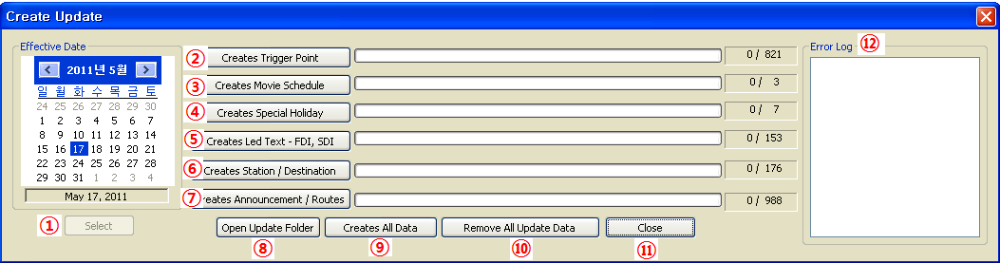 Create Update
Effective Date
2011년 5월
일 월 화 수 목 금 토
24 25 26 27 28 29 30
1 2 3 4 5 6 7
8 9 10 11 12 13 14
15 16 17 18 19 20 21
22 23 24 25 26 27 28
29 30 31 1 2 3 4
May 17, 2011
① Select
② Creates Trigger Point 0 / 821
③ Creates Movie Schedule 0 / 3
④ Creates Special Holiday 0 / 7
⑤ Creates Led Text - FDI, SDI 0 / 153
⑥ Creates Station / Destination 0 / 176
⑦ reates Announcement / Routes 0 / 988
Open Update Folder Creates All Data Remove All Update Data Close
⑧ ⑨ ⑩ ⑪
Error Log ⑫